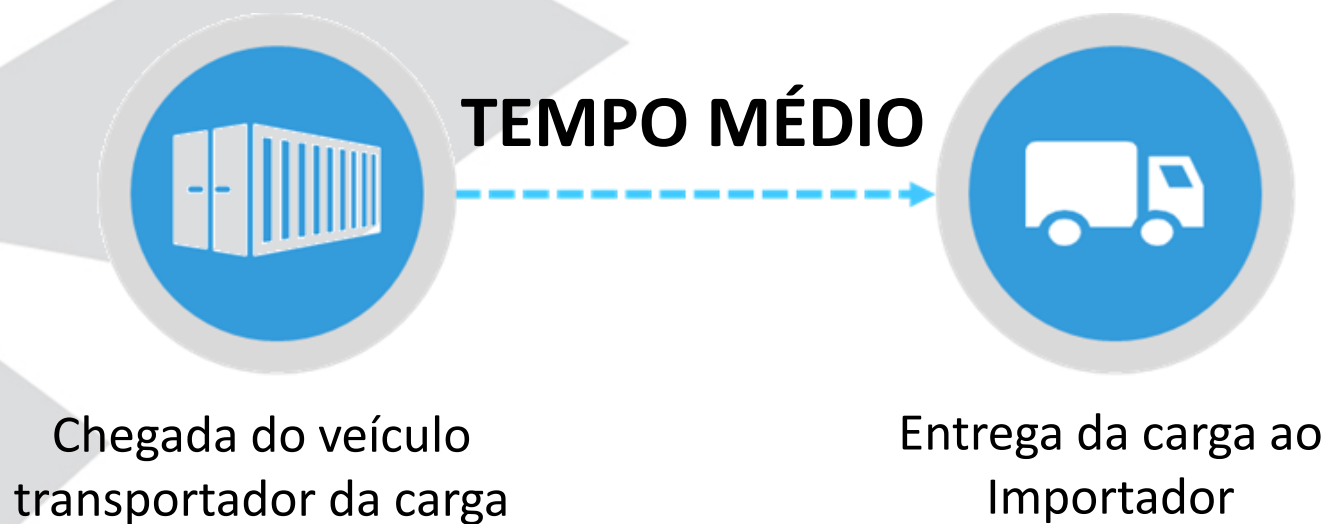 TEMPO MÉDIO
Chegada do veículo
transportador da carga
Entrega da carga ao
Importador